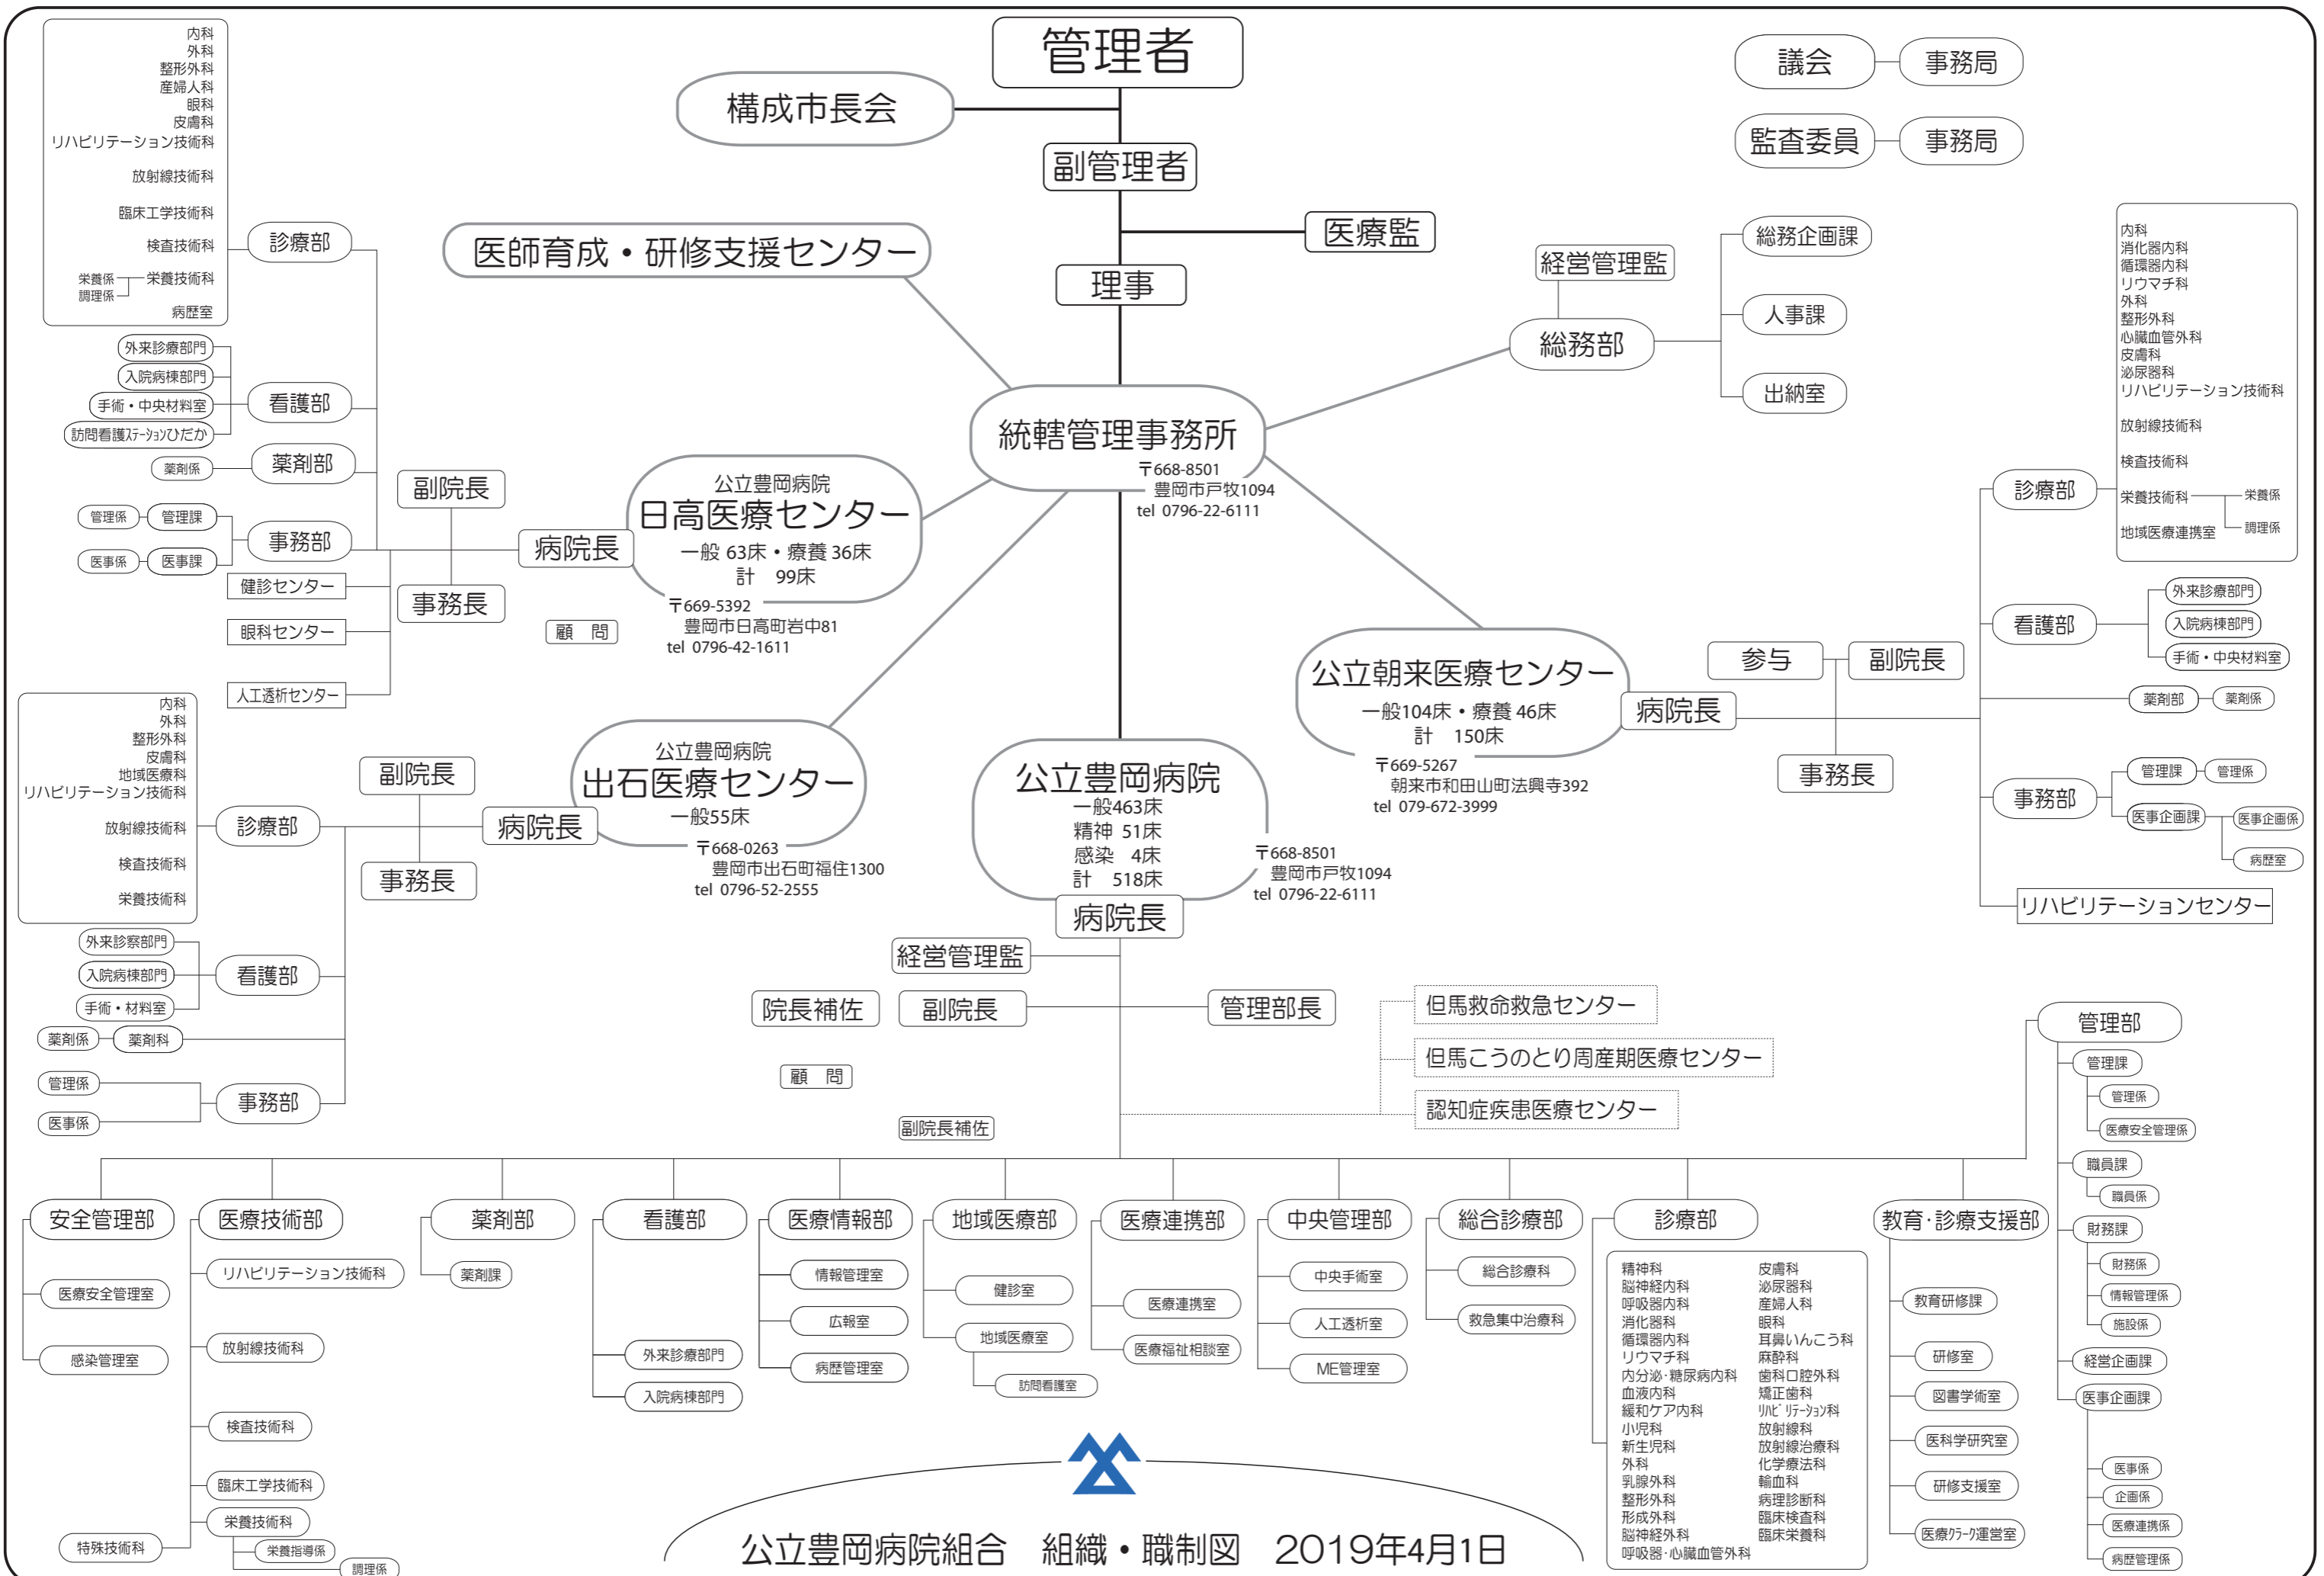 管理者
構成市長会
副管理者
医療監
理事
医師育成・研修支援センター
統轄管理事務所
〒668-8501
豊岡市戸牧1094
tel 0796-22-6111
議会
事務局
監査委員
事務局
経営管理監
総務部
総務企画課
人事課
出納室
内科
外科
整形外科
産婦人科
眼科
皮膚科
リハビリテーション技術科
放射線技術科
臨床工学技術科
検査技術科
栄養係
栄養技術科
調理係
病歴室
診療部
外来診療部門
入院病棟部門
手術・中央材料室
訪問看護ステーションひだか
看護部
薬剤係
薬剤部
管理係
管理課
医事係
医事課
事務部
健診センター
眼科センター
人工透析センター
副院長
事務長
病院長
顧 問
公立豊岡病院
日高医療センター
一般 63床・療養 36床
計 99床
〒669-5392
豊岡市日高町岩中81
tel 0796-42-1611
内科
外科
整形外科
皮膚科
地域医療科
リハビリテーション技術科
放射線技術科
検査技術科
栄養技術科
診療部
外来診察部門
入院病棟部門
手術・材料室
看護部
薬剤係
薬剤科
管理係
医事係
事務部
副院長
事務長
病院長
公立豊岡病院
出石医療センター
一般55床
〒668-0263
豊岡市出石町福住1300
tel 0796-52-2555
公立朝来医療センター
一般104床・療養 46床
計 150床
〒669-5267
朝来市和田山町法興寺392
tel 079-672-3999
病院長
参与
副院長
事務長
診療部
内科
消化器内科
循環器内科
リウマチ科
外科
整形外科
心臓血管外科
皮膚科
泌尿器科
リハビリテーション技術科
放射線技術科
検査技術科
栄養技術科
栄養係
調理係
地域医療連携室
看護部
外来診療部門
入院病棟部門
手術・中央材料室
薬剤部
薬剤係
事務部
管理課
管理係
医事企画課
医事企画係
病歴室
リハビリテーションセンター
公立豊岡病院
一般463床
精神 51床
感染 4床
計 518床
〒668-8501
豊岡市戸牧1094
tel 0796-22-6111
病院長
経営管理監
院長補佐
副院長
管理部長
顧 問
副院長補佐
但馬救命救急センター
但馬こうのとり周産期医療センター
認知症疾患医療センター
安全管理部
医療安全管理室
感染管理室
医療技術部
リハビリテーション技術科
放射線技術科
検査技術科
臨床工学技術科
栄養技術科
特殊技術科
栄養指導係
調理係
薬剤部
薬剤課
看護部
外来診療部門
入院病棟部門
医療情報部
情報管理室
広報室
病歴管理室
地域医療部
健診室
地域医療室
訪問看護室
医療連携部
医療連携室
医療福祉相談室
中央管理部
中央手術室
人工透析室
ME管理室
総合診療部
総合診療科
救急集中治療科
診療部
精神科
脳神経内科
呼吸器内科
消化器科
循環器内科
リウマチ科
内分泌・糖尿病内科
血液内科
緩和ケア内科
小児科
新生児科
外科
乳腺外科
整形外科
形成外科
脳神経外科
呼吸器・心臓血管外科
皮膚科
泌尿器科
産婦人科
眼科
耳鼻いんこう科
麻酔科
歯科口腔外科
矯正歯科
リハビリテーション科
放射線科
放射線治療科
化学療法科
輸血科
病理診断科
臨床検査科
臨床栄養科
教育・診療支援部
教育研修課
研修室
図書学術室
医科学研究室
研修支援室
医療クラーク運営室
管理部
管理課
管理係
医療安全管理係
職員課
職員係
財務課
財務係
情報管理係
施設係
経営企画課
医事企画課
医事係
企画係
医療連携係
病歴管理係
公立豊岡病院組合 組織・職制図 2019年4月1日